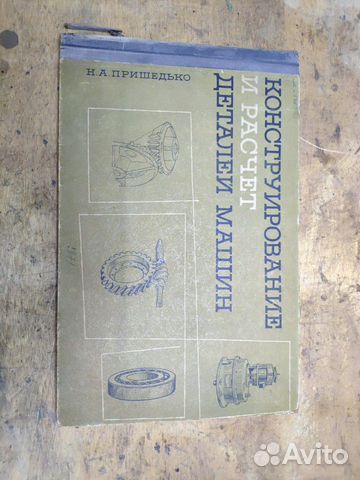 Н.А.ПРИШЕДЬКО
КОНСТРУИРОВАНИЕ
И РАСЧЕТ
ДЕТАЛЕЙ МАШИН
Avito